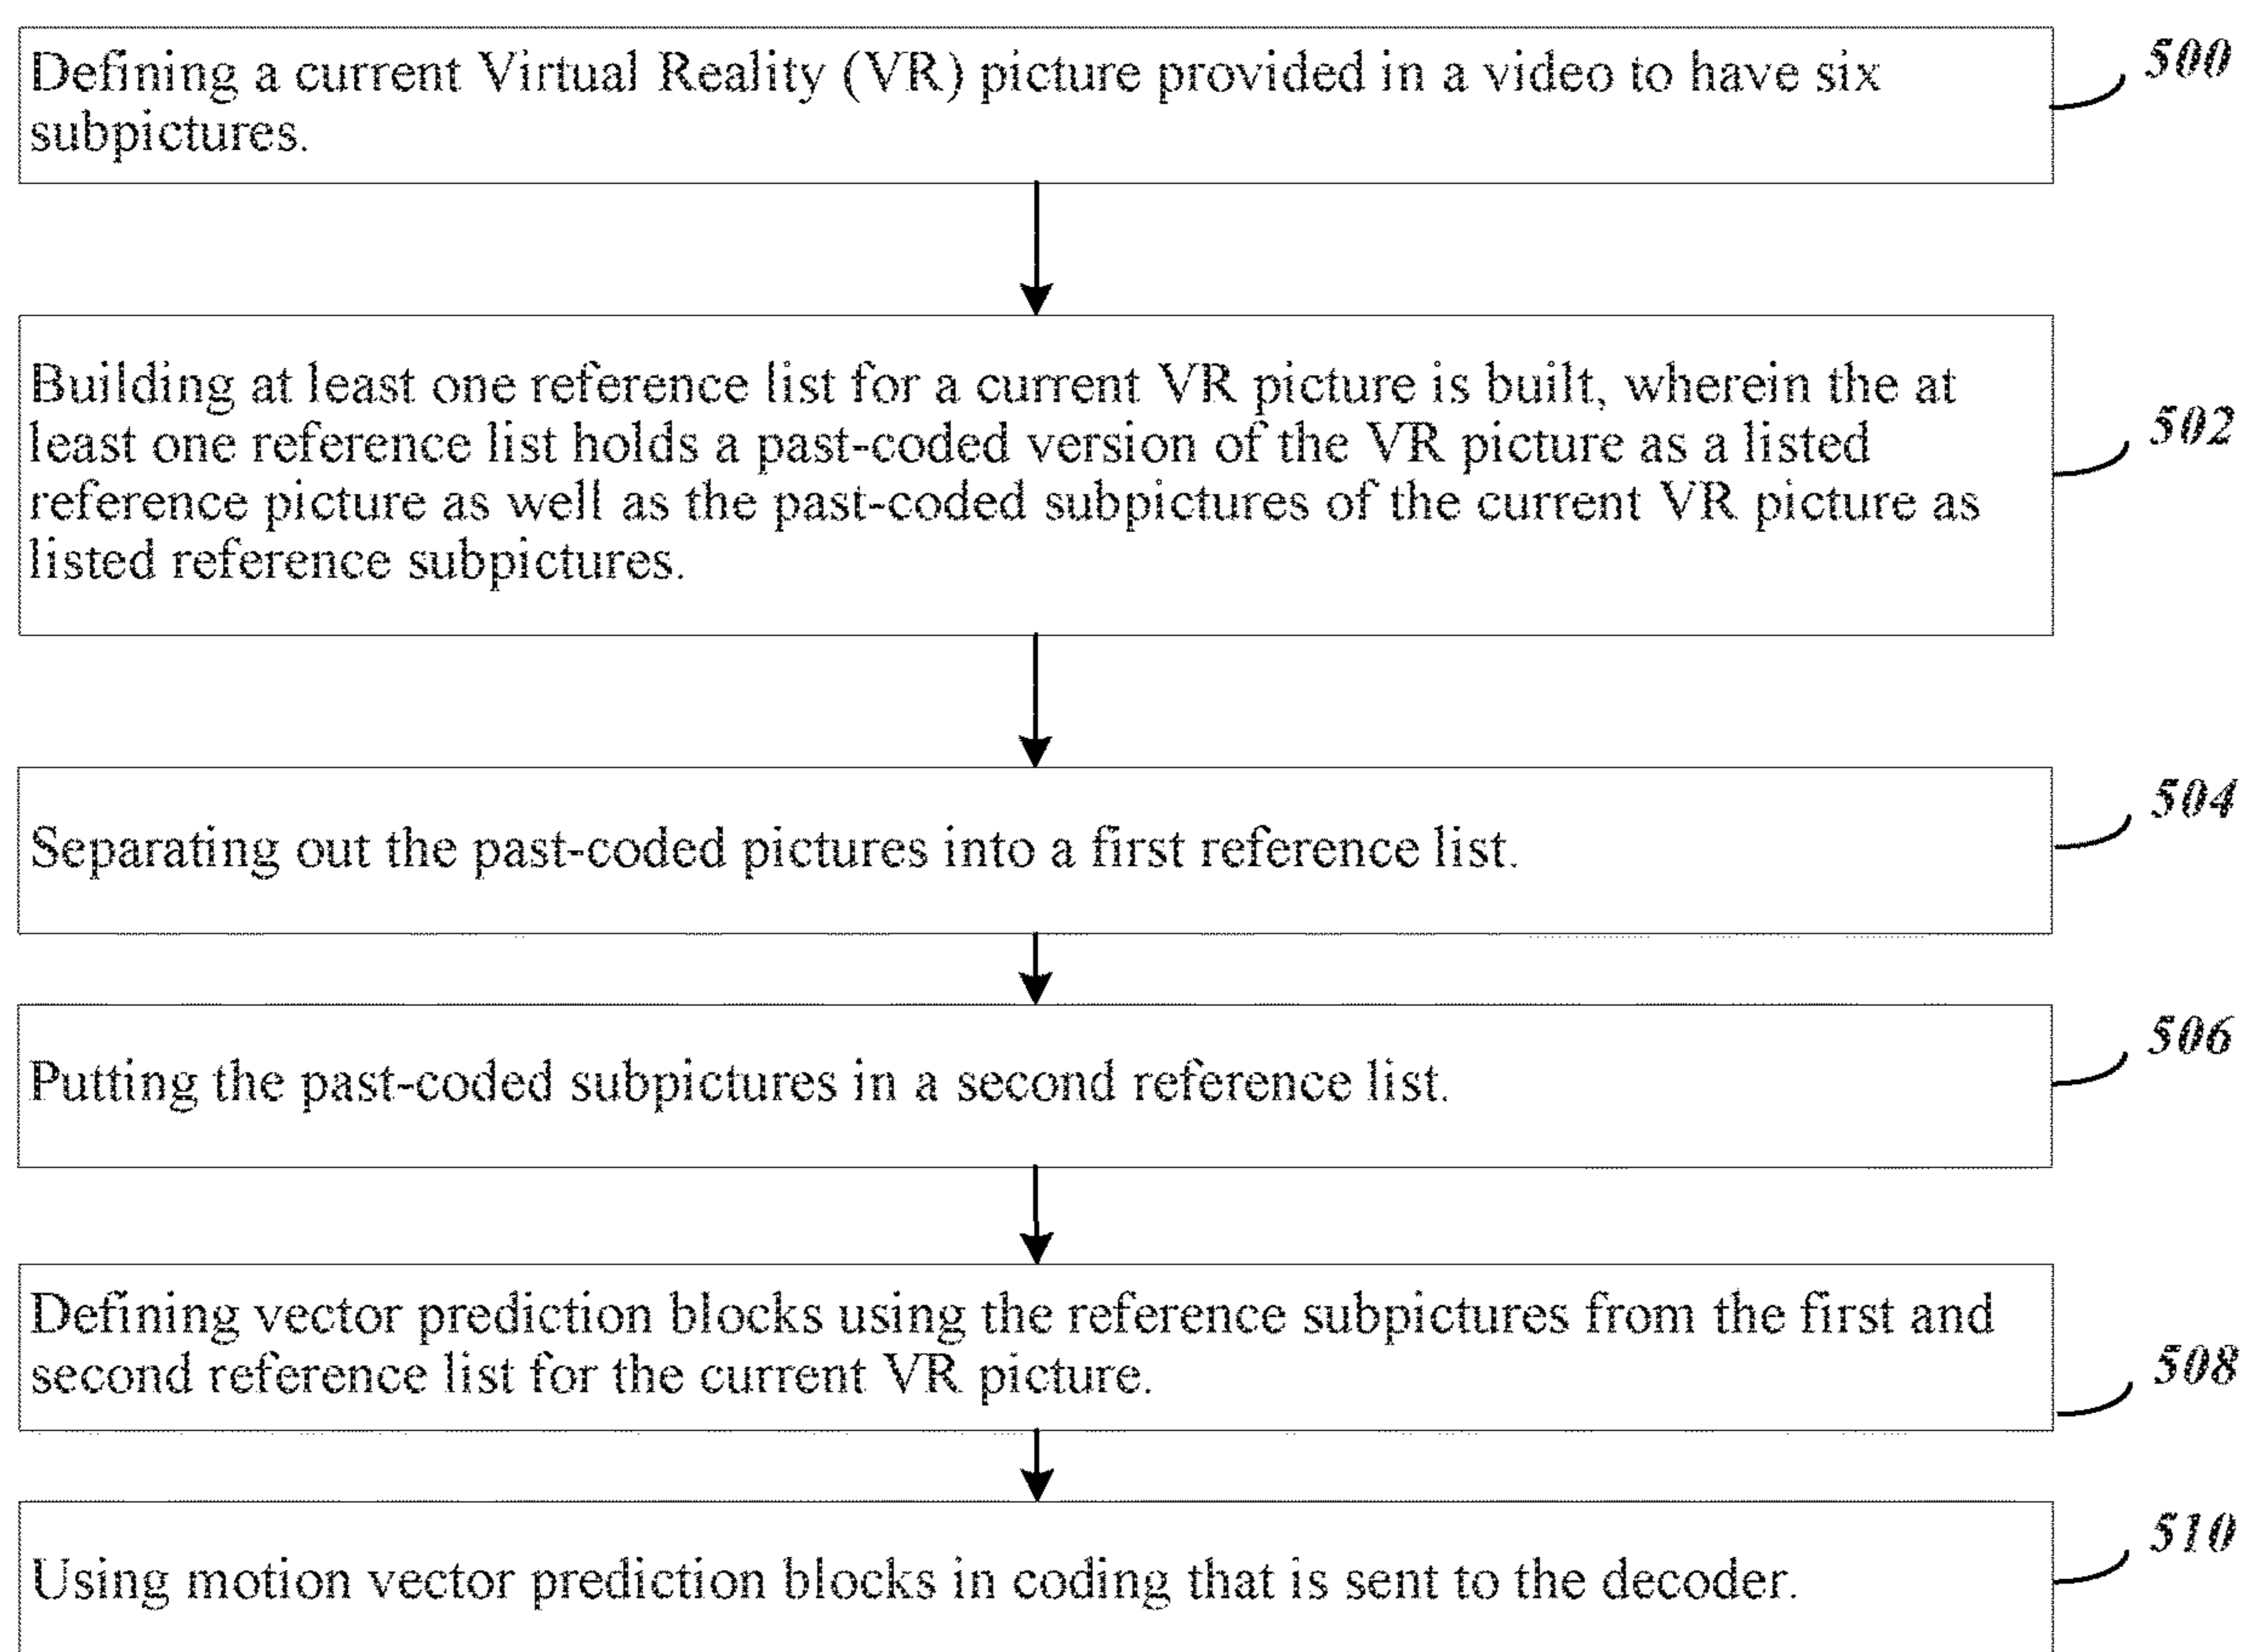 Defining a current Virtual Reality (VR) picture provided in a video to have six
subpictures.
500
Building at least one reference list for a current VR picture is built, wherein the at
least one reference list holds a past-coded version of the VR picture as a listed
reference picture as well as the past-coded subpictures of the current VR picture as
listed reference subpictures.
502
Separating out the past-coded pictures into a first reference list.
504
Putting the past-coded subpictures in a second reference list.
506
Defining vector prediction blocks using the reference subpictures from the first and
second reference list for the current VR picture.
508
Using motion vector prediction blocks in coding that is sent to the decoder.
510